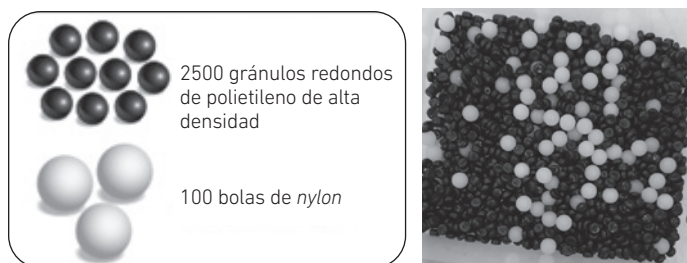 2500 gránulos redondos
de polietileno de alta
densidad
100 bolas de nylon